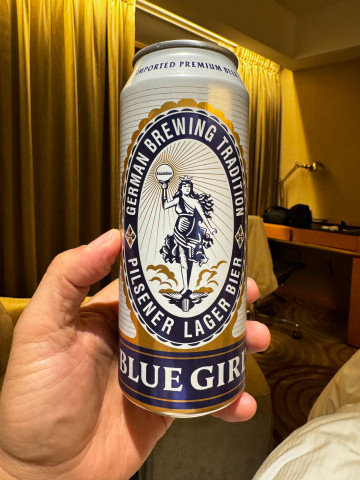 IMPORTED PREMIUM BEER
GERMAN BREWING TRADITION
PILSENER LAGER BIER
BLUE GIRL